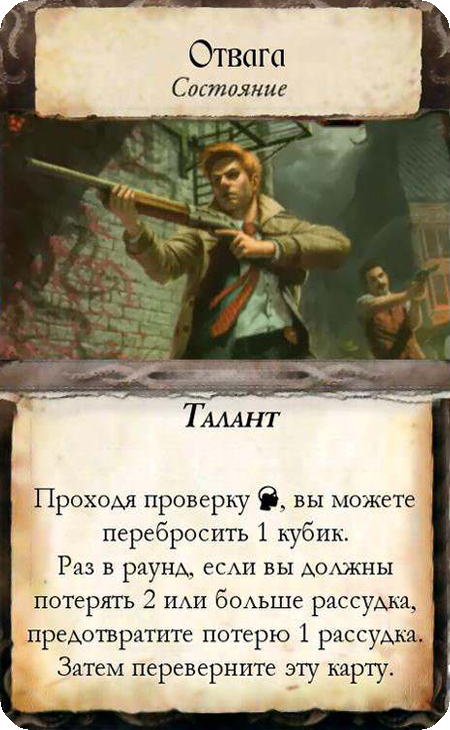 Отвага
Состояние
Талант
Проходя проверку , вы можете
перебросить 1 кубик.
Раз в раунд, если вы должны
потерять 2 или больше рассудка,
предотвратите потерю 1 рассудка.
Затем переверните эту карту.